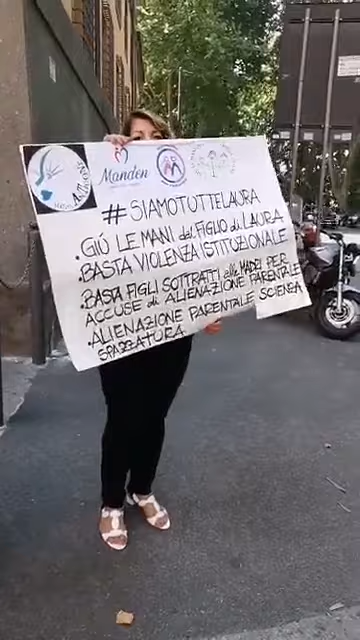 Manden
#SIAMOTUTTELAURA
• GIÚ LE MANI dal FIGLIO di LAURA
• BASTA VIOLENZA ISTITUZIONALE
• BASTA FIGLI SOTTRATTI alle MADRI PER
ACCUSE di ALIENAZIONE PARENTALE
• ALIENAZIONE PARENTALE SCIENZA
SPAZZATURA